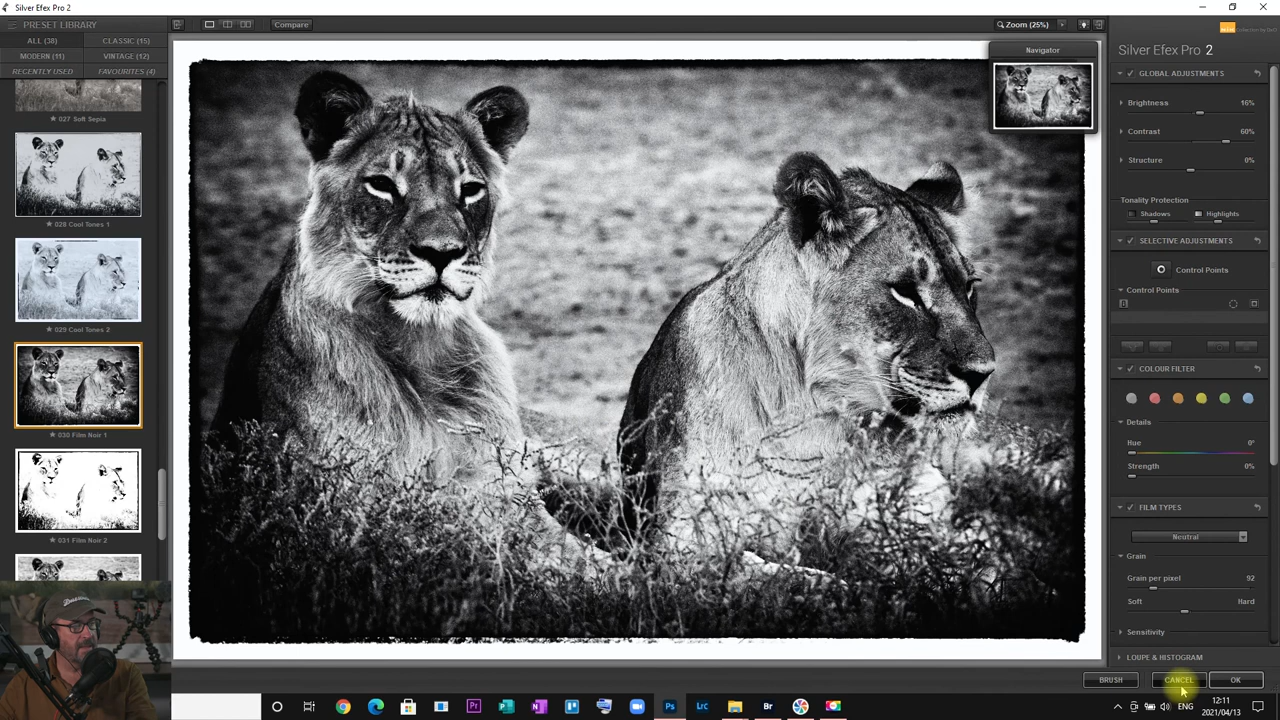 Silver Efex Pro 2
PRESET LIBRARY
Compare
Zoom (25%)
ALL (38)
CLASSIC (15)
MODERN (11)
VINTAGE (12)
RECENTLY USED
FAVOURITES (4)
027 Soft Sepia
028 Cool Tones 1
029 Cool Tones 2
030 Film Noir 1
031 Film Noir 2
Navigator
Silver Efex Pro 2
GLOBAL ADJUSTMENTS
Brightness 16%
Contrast 60%
Structure 0%
Tonality Protection
Shadows Highlights
SELECTIVE ADJUSTMENTS
Control Points
Control Points
COLOUR FILTER
Details
Hue 0°
Strength 0%
FILM TYPES
Neutral
Grain
Grain per pixel 92
Soft Hard
Sensitivity
LOUPE & HISTOGRAM
BRUSH CANCEL OK
Pr
Ps
Lrc
Br
ENG
12:11
2021/04/13